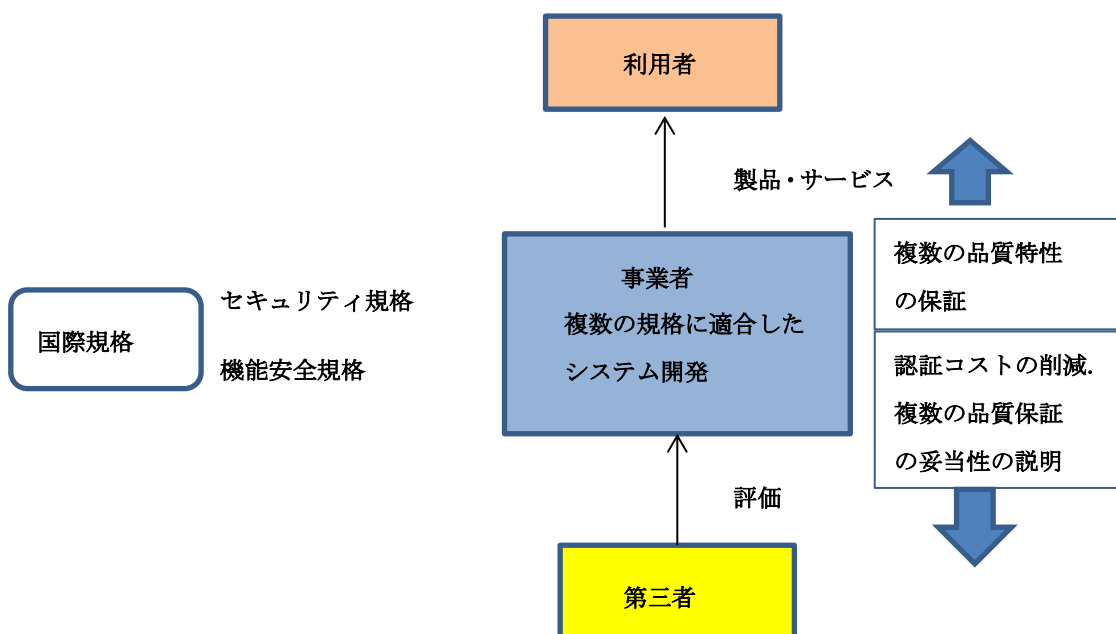 利用者
製品・サービス
事業者
複数の規格に適合した
システム開発
複数の品質特性
の保証
セキュリティ規格
国際規格
機能安全規格
認証コストの削減.
複数の品質保証
の妥当性の説明
評価
第三者